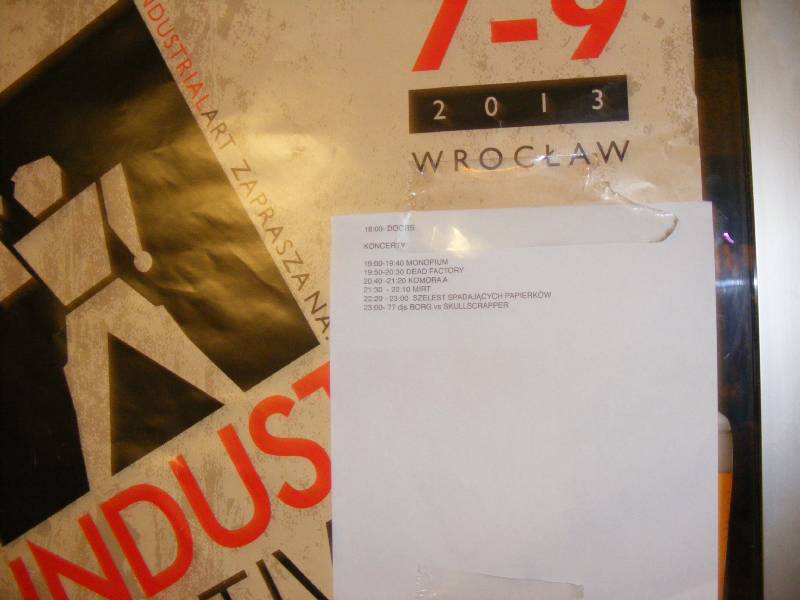 7-9
2013
WROCŁAW
INDUSTRIALART ZAPRASZA NA:
18:00- DOORS
KONCERTY
19:00-19:40 MONOPIUM
19:50-20:30 DEAD FACTORY
20:40 -21:20 KOMORA A
21:30 - 22:10 MIRT
22:20 - 23:00 SZELEST SPADAJĄCYCH PAPIERKÓW
23:00- ?? djs BORG vs SKULLSCRAPPER
INDUST